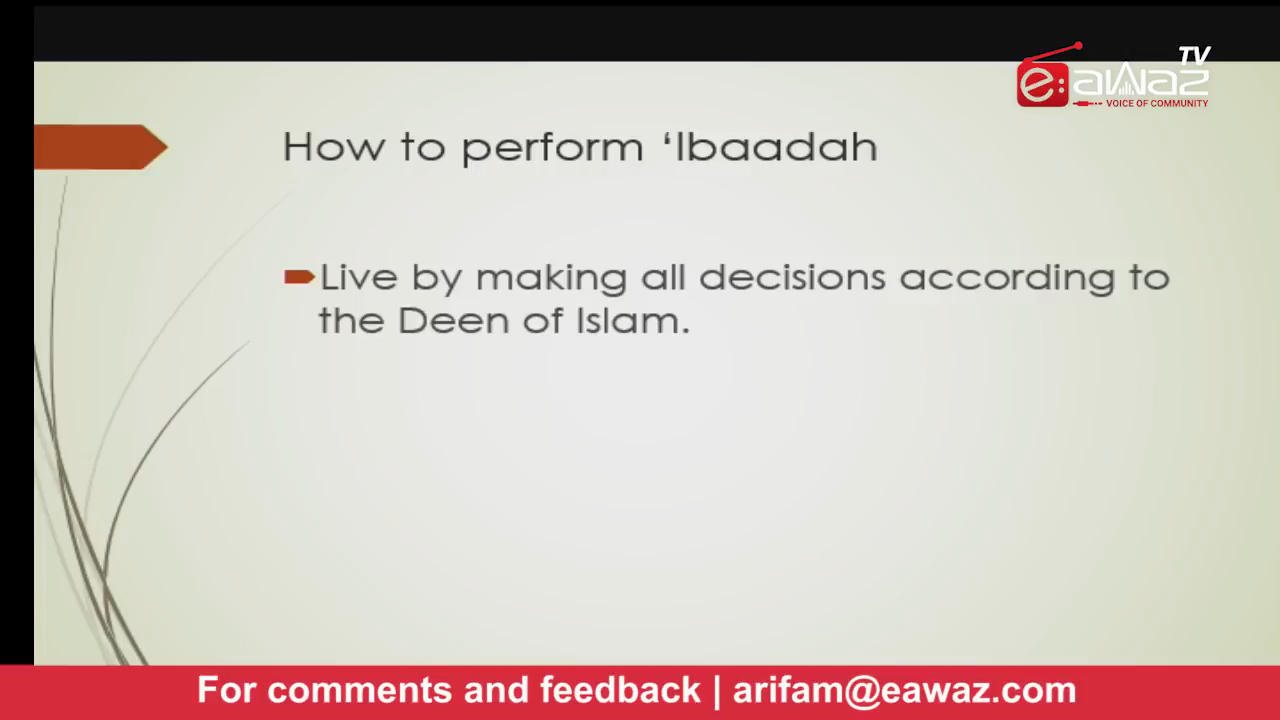 TV
e:awaz
VOICE OF COMMUNITY
How to perform ‘Ibaadah
Live by making all decisions according to
the Deen of Islam.
For comments and feedback | arifam@eawaz.com